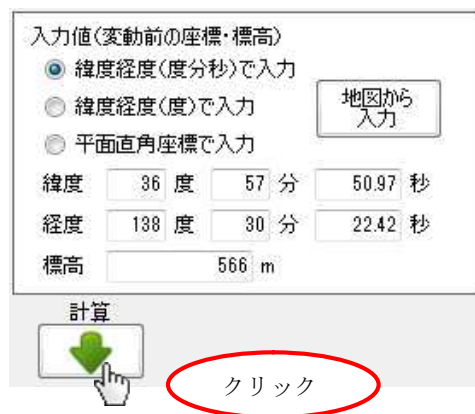 入力値(変動前の座標・標高)
緯度経度(度分秒)で入力
緯度経度(度)で入力
地図から
入力
平面直角座標で入力
緯度 36 度 57 分 50.97 秒
経度 138 度 30 分 22.42 秒
標高 566 m
計算
クリック